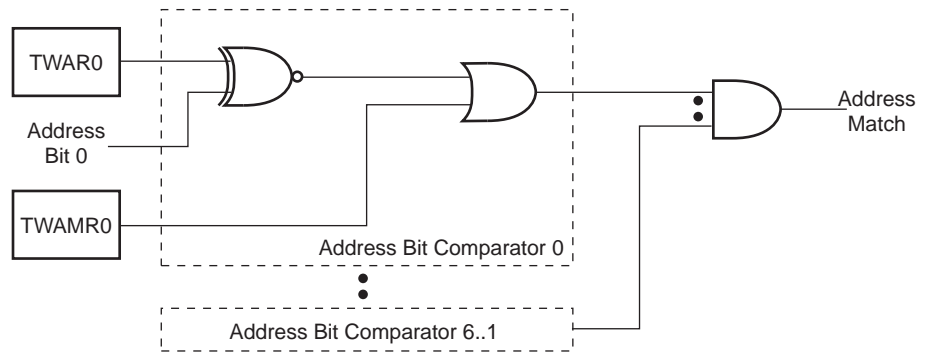 TWAR0
Address
Bit 0
TWAMR0
Address Bit Comparator 0
Address Bit Comparator 6..1
Address
Match